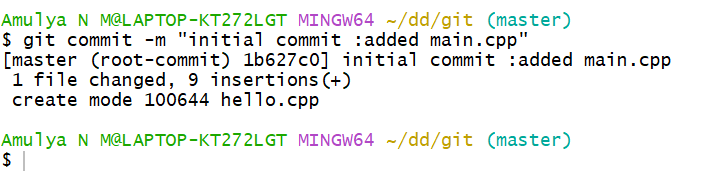 Amulya N M@LAPTOP-KT272LGT MINGW64 ~/dd/git (master)
$ git commit -m "initial commit :added main.cpp"
[master (root-commit) 1b627c0] initial commit :added main.cpp
 1 file changed, 9 insertions(+)
 create mode 100644 hello.cpp
Amulya N M@LAPTOP-KT272LGT MINGW64 ~/dd/git (master)
$